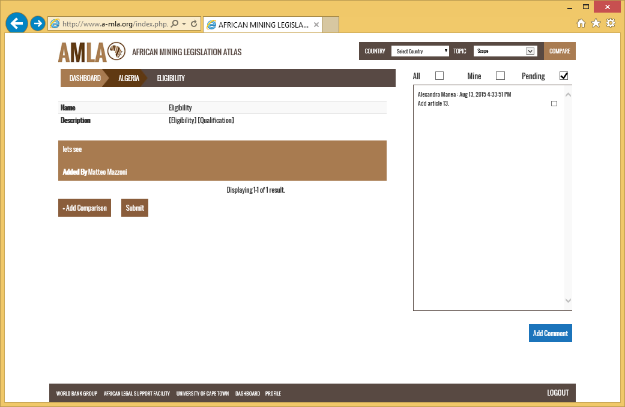 http://www.a-mla.org/index.php
AFRICAN MINING LEGISLA...
AMLA AFRICAN MINING LEGISLATION ATLAS
COUNTRY Select Country TOPIC COMPARE
DASHBOARD ALGERIA ELIGIBILITY
All Mine Pending
Name Eligibility
Description [Eligibility] [Qualification]
Alexandra Manea - Aug 13, 2015 4:33:51 PM
Add article 13.
lets see
Added By Matteo Mazzoni
Displaying 1-1 of 1 result.
+ Add Comparison Submit
Add Comment
WORLD BANK GROUP AFRICAN LEGAL SUPPORT FACILITY UNIVERSITY OF CAPE TOWN DASHBOARD PROFILE LOGOUT